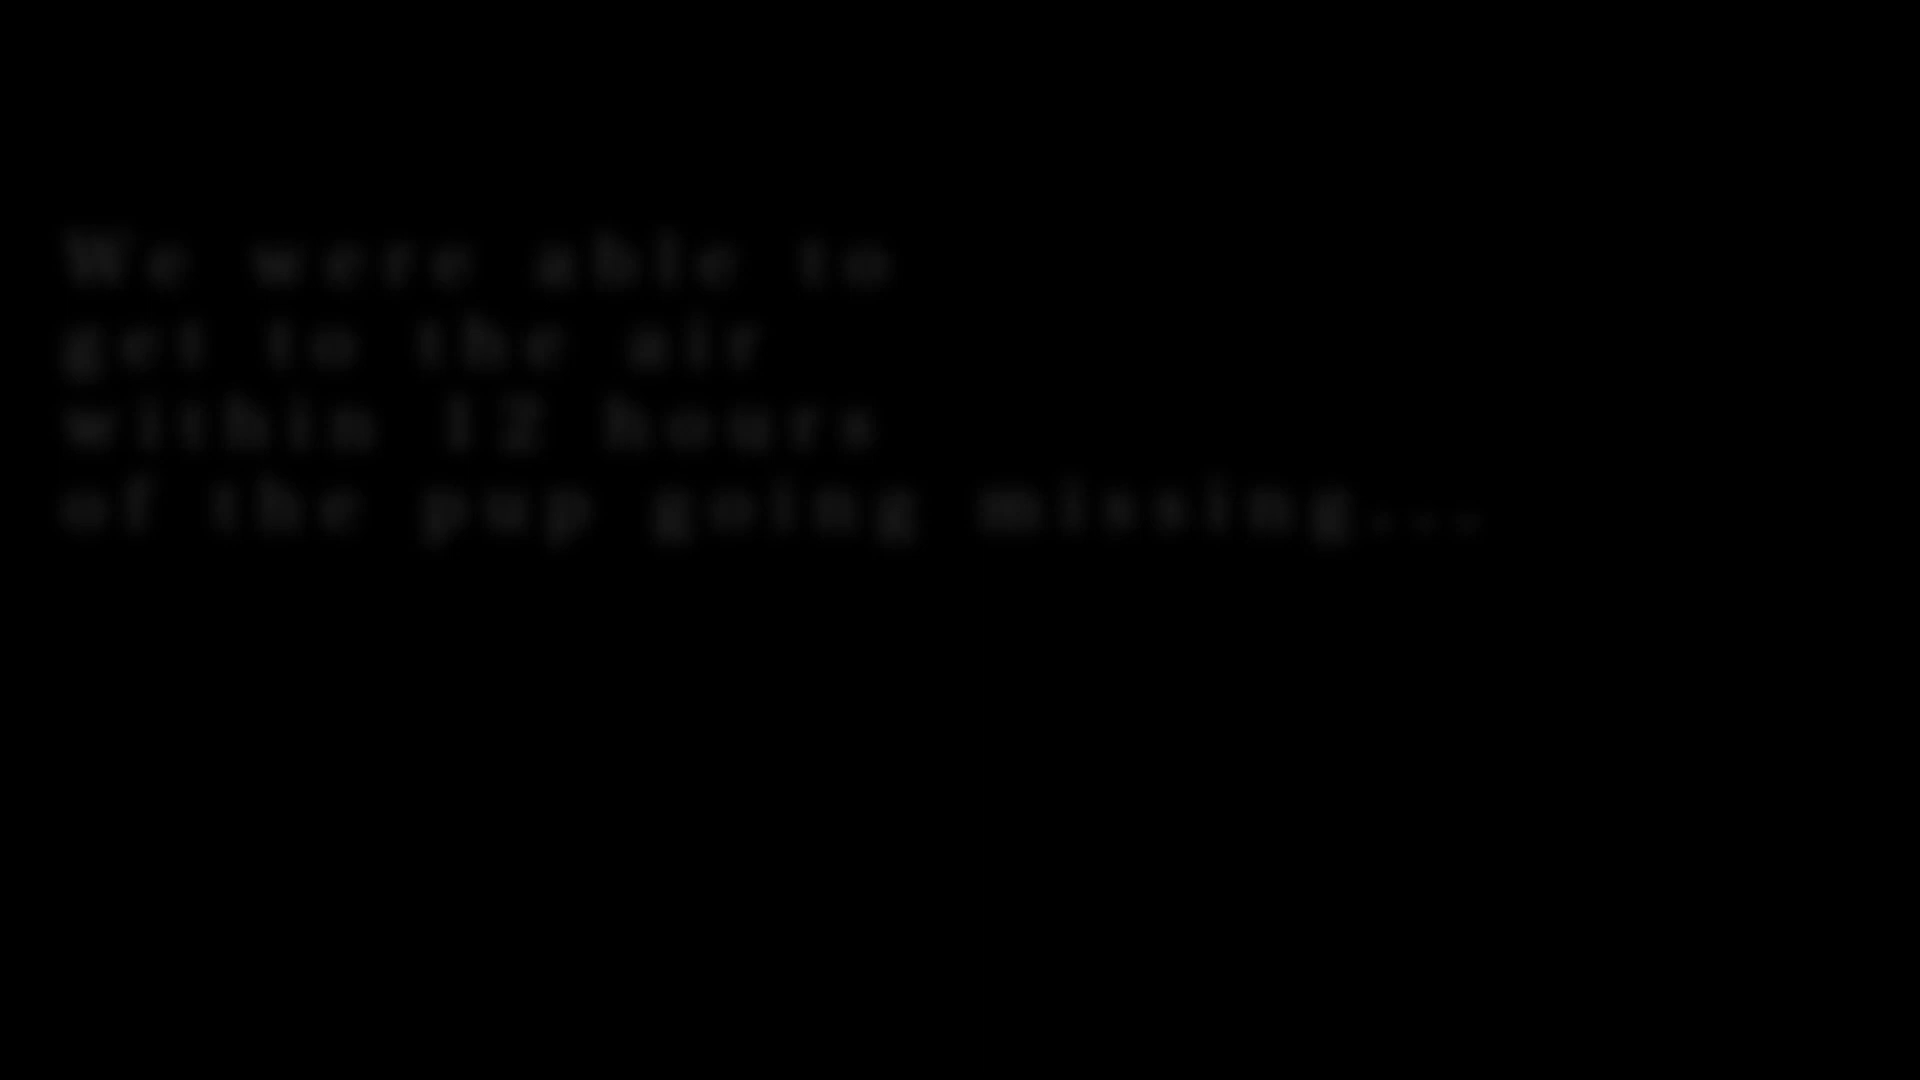 We were able to
get to the air
within 12 hours
of the pup going missing...